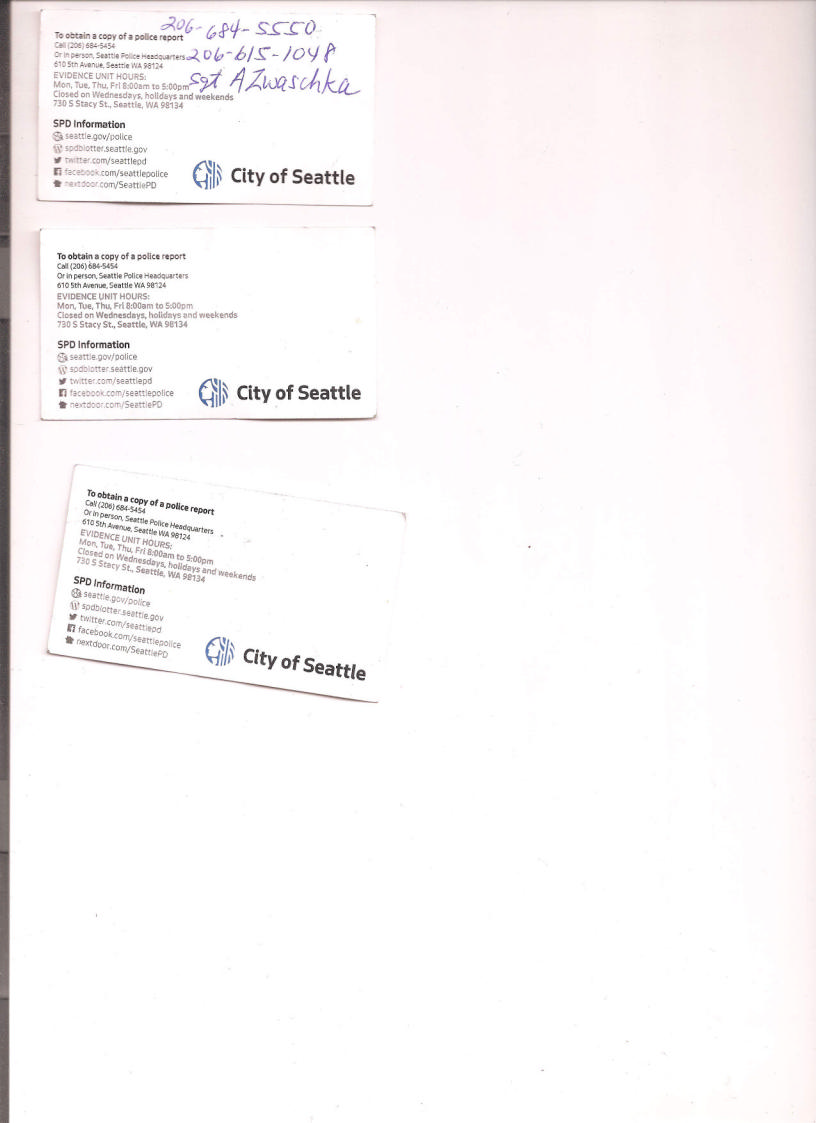 206-684-5550
To obtain a copy of a police report
Call (206) 684-5454
206-615-1048
Or in person, Seattle Police Headquarters
610 5th Avenue, Seattle WA 98124
EVIDENCE UNIT HOURS:
Sgt A Zwaschka
Mon, Tue, Thu, Fri 8:00am to 5:00pm
Closed on Wednesdays, holidays and weekends
730 S Stacy St., Seattle, WA 98134
SPD Information
seattle.gov/police
spdblotter.seattle.gov
twitter.com/seattlepd
facebook.com/seattlepolice
nextdoor.com/SeattlePD
City of Seattle
To obtain a copy of a police report
Call (206) 684-5454
Or in person, Seattle Police Headquarters
610 5th Avenue, Seattle WA 98124
EVIDENCE UNIT HOURS:
Mon, Tue, Thu, Fri 8:00am to 5:00pm
Closed on Wednesdays, holidays and weekends
730 S Stacy St., Seattle, WA 98134
SPD Information
seattle.gov/police
spdblotter.seattle.gov
twitter.com/seattlepd
facebook.com/seattlepolice
nextdoor.com/SeattlePD
City of Seattle
To obtain a copy of a police report
Call (206) 684-5454
Or in person, Seattle Police Headquarters
610 5th Avenue, Seattle WA 98124
EVIDENCE UNIT HOURS:
Mon, Tue, Thu, Fri 8:00am to 5:00pm
Closed on Wednesdays, holidays and weekends
730 S Stacy St., Seattle, WA 98134
SPD Information
seattle.gov/police
spdblotter.seattle.gov
twitter.com/seattlepd
facebook.com/seattlepolice
nextdoor.com/SeattlePD
City of Seattle